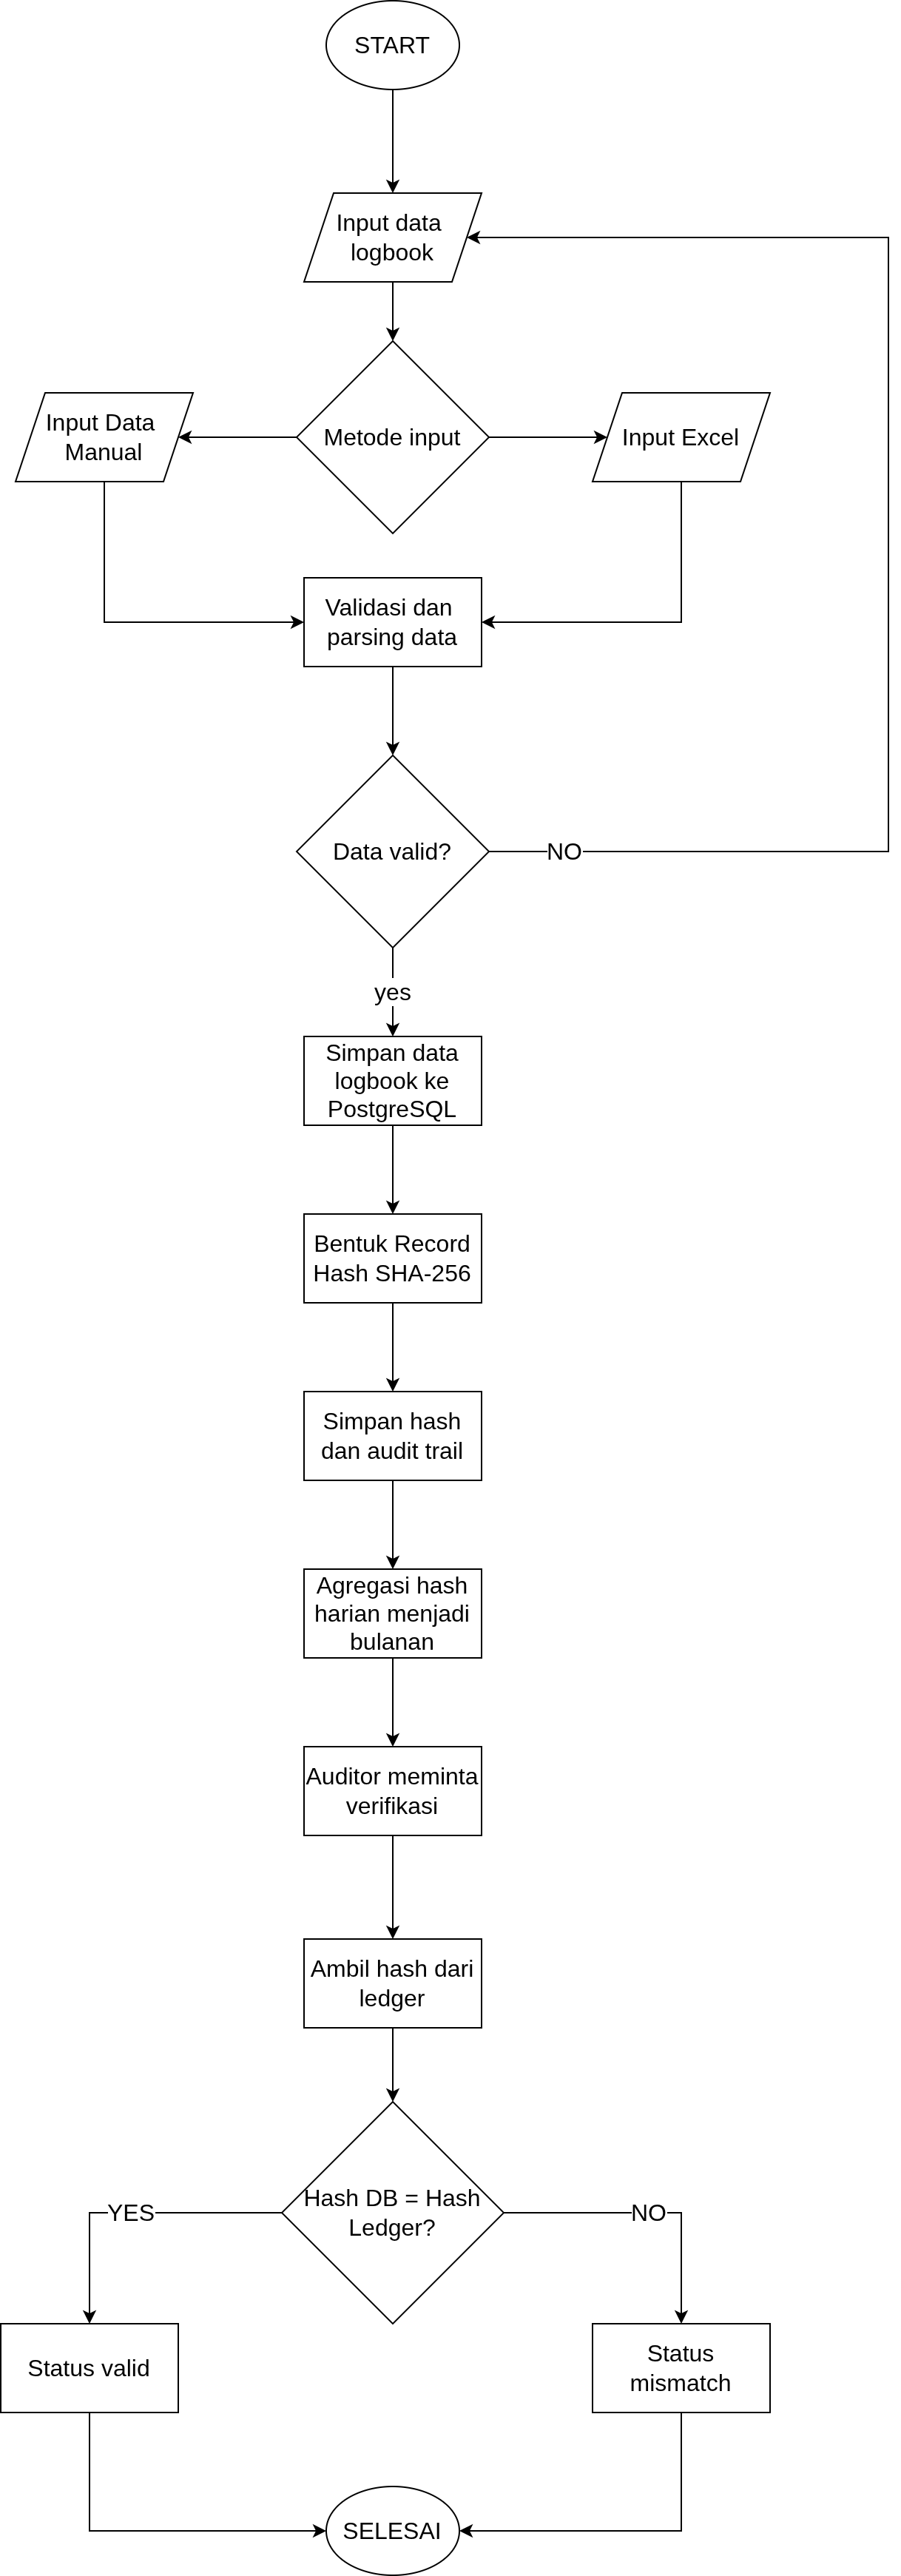 START
Input data
logbook
Input Data
Manual
Metode input
Input Excel
Validasi dan
parsing data
Data valid?
NO
yes
Simpan data
logbook ke
PostgreSQL
Bentuk Record
Hash SHA-256
Simpan hash
dan audit trail
Agregasi hash
harian menjadi
bulanan
Auditor meminta
verifikasi
Ambil hash dari
ledger
Hash DB = Hash
Ledger?
YES
NO
Status valid
Status
mismatch
SELESAI